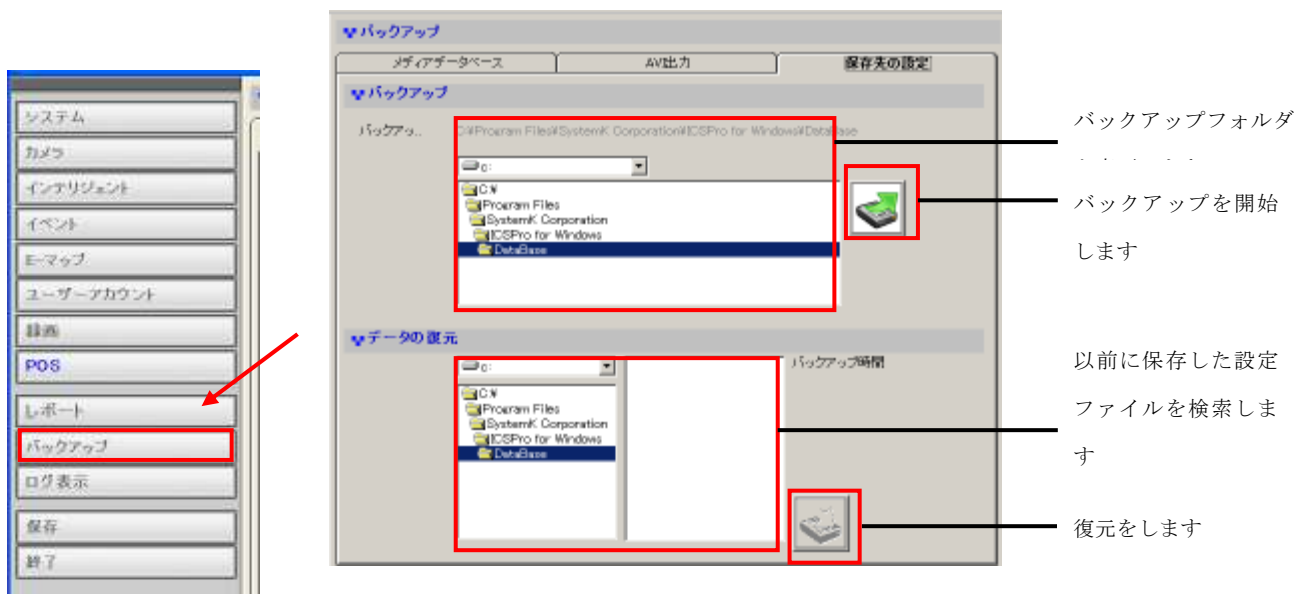 システム
カメラ
インテリジェント
イベント
E-マップ
ユーザーアカウント
録画
POS
レポート
バックアップ
ログ表示
保存
終了
バックアップ
メディアデータベース
AV出力
保存先の設定
バックアップ
バックアッ..
C:¥Program Files¥SystemK Corporation¥ICSPro for Windows¥DataBase
c:
C:¥
Program Files
SystemK Corporation
ICSPro for Windows
DataBase
データの復元
c:
バックアップ時間
C:¥
Program Files
SystemK Corporation
ICSPro for Windows
DataBase
バックアップフォルダ
バックアップを開始
します
以前に保存した設定
ファイルを検索しま
す
復元をします